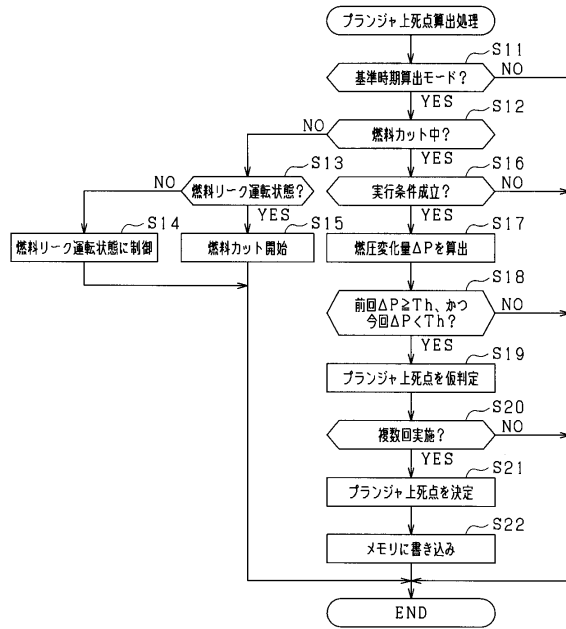 プランジャ上死点算出処理
S11
基準時期算出モード?
NO
YES
S12
NO
燃料カット中?
S13
YES
S16
NO
燃料リーク運転状態?
実行条件成立?
NO
S14
YES
S15
YES
S17
燃料リーク運転状態に制御
燃料カット開始
燃圧変化量ΔPを算出
S18
前回ΔP≧Th、かつ
今回ΔP<Th?
NO
YES
S19
プランジャ上死点を仮判定
S20
複数回実施?
NO
YES
S21
プランジャ上死点を決定
S22
メモリに書き込み
END